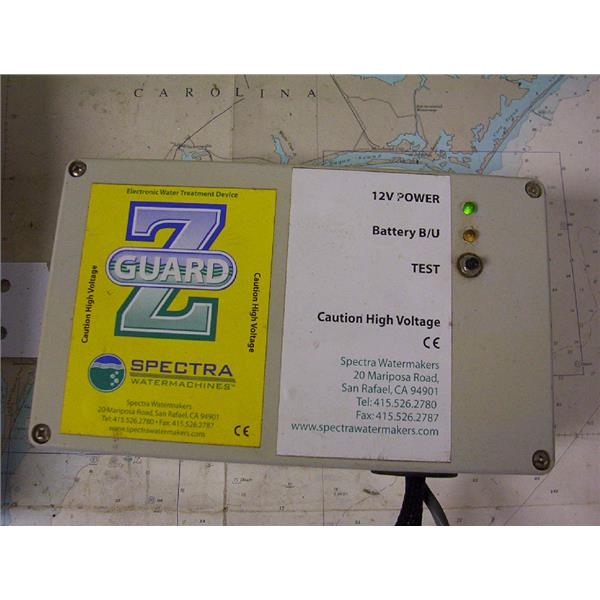 CAROLINA
Electronic Water Treatment Device
Z
GUARD
Caution High Voltage
Caution High Voltage
SPECTRA
WATERMACHINES™
Spectra Watermakers
20 Mariposa Road, San Rafael, CA 94901
Tel: 415.526.2780 • Fax: 415.526.2787
www.spectrawatermakers.com
CE
12V POWER
Battery B/U
TEST
Caution High Voltage
CE
Spectra Watermakers
20 Mariposa Road,
San Rafael, CA 94901
Tel: 415.526.2780
Fax: 415.526.2787
www.spectrawatermakers.com